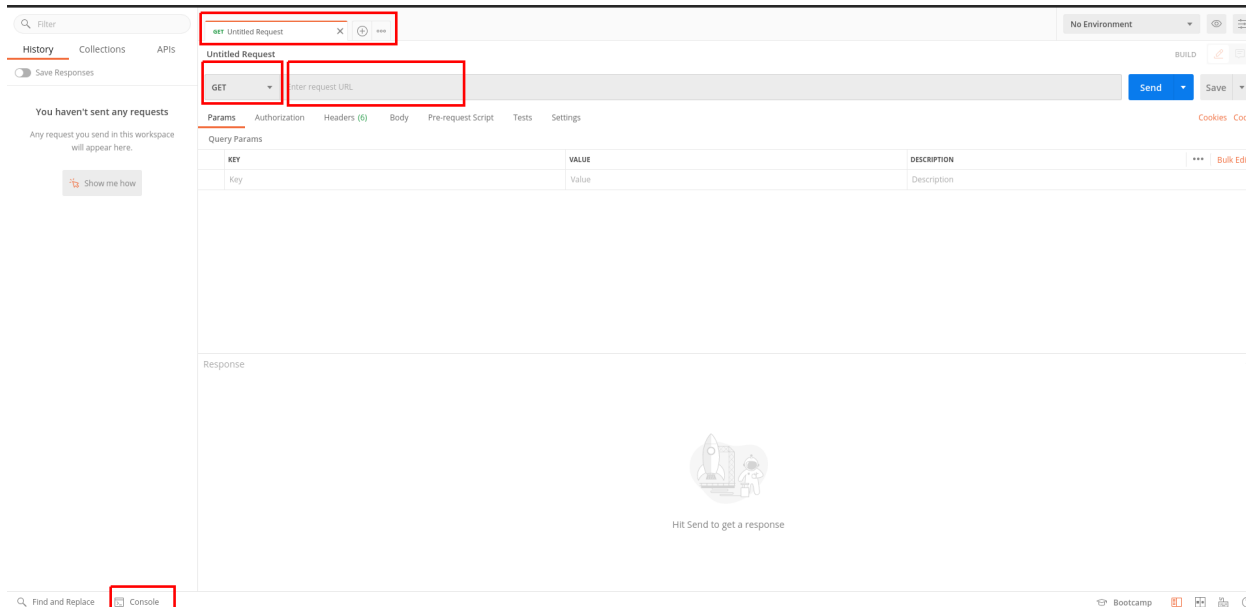 Filter
History Collections APIs
Save Responses
You haven't sent any requests
Any request you send in this workspace
will appear here.
Show me how
GET Untitled Request
No Environment
Untitled Request
BUILD
GET
Enter request URL
Send
Save
Params Authorization Headers (6) Body Pre-request Script Tests Settings
Cookies
Query Params
KEY VALUE DESCRIPTION
Bulk Edi
Key Value Description
Response
Hit Send to get a response
Find and Replace Console
Bootcamp